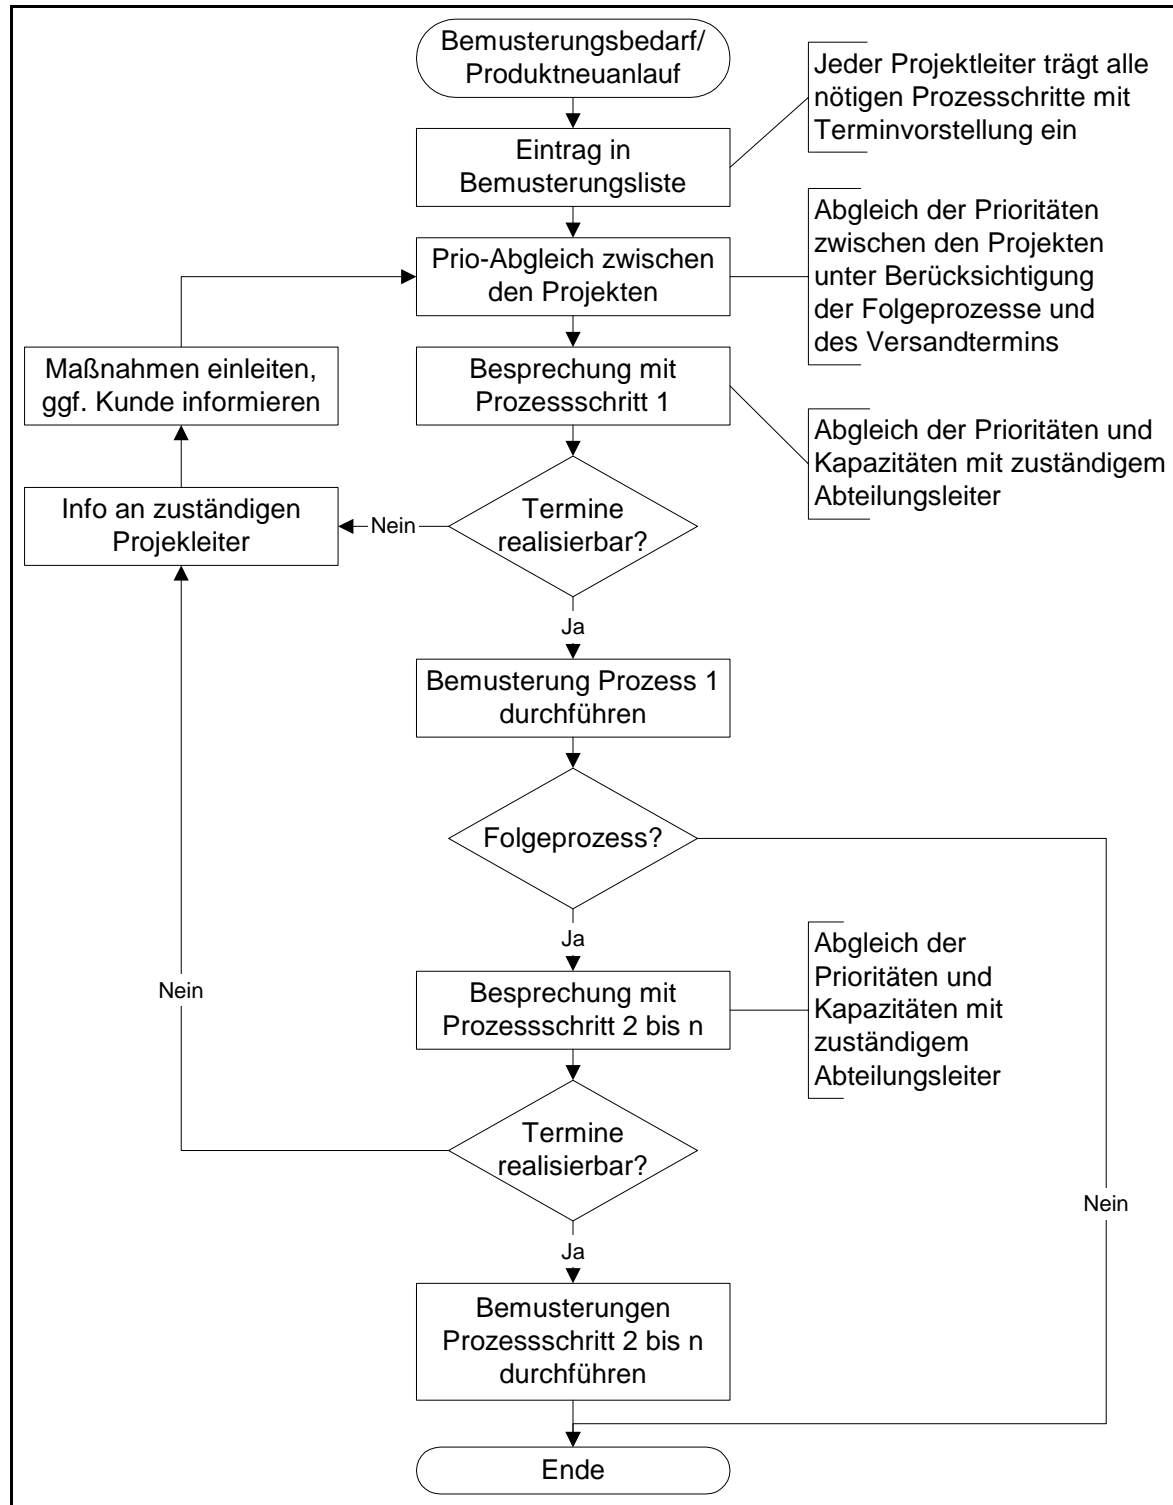 Bemusterungsbedarf/
Produktneuanlauf
Jeder Projektleiter trägt alle
nötigen Prozesschritte mit
Terminvorstellung ein
Eintrag in
Bemusterungsliste
Abgleich der Prioritäten
zwischen den Projekten
unter Berücksichtigung
der Folgeprozesse und
des Versandtermins
Prio-Abgleich zwischen
den Projekten
Maßnahmen einleiten,
ggf. Kunde informieren
Besprechung mit
Prozessschritt 1
Abgleich der Prioritäten und
Kapazitäten mit zuständigem
Abteilungsleiter
Info an zuständigen
Projekleiter
Nein
Termine
realisierbar?
Ja
Bemusterung Prozess 1
durchführen
Folgeprozess?
Ja
Abgleich der
Prioritäten und
Kapazitäten mit
zuständigem
Abteilungsleiter
Nein
Besprechung mit
Prozessschritt 2 bis n
Termine
realisierbar?
Nein
Ja
Bemusterungen
Prozessschritt 2 bis n
durchführen
Ende